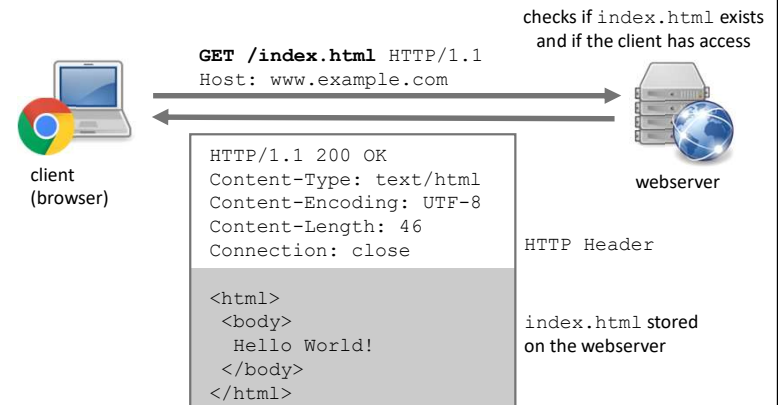 checks if index.html exists
and if the client has access
GET /index.html HTTP/1.1
Host: www.example.com
client
(browser)
webserver
HTTP/1.1 200 OK
Content-Type: text/html
Content-Encoding: UTF-8
Content-Length: 46
Connection: close
HTTP Header
<html>
 <body>
  Hello World!
 </body>
</html>
index.html stored
on the webserver